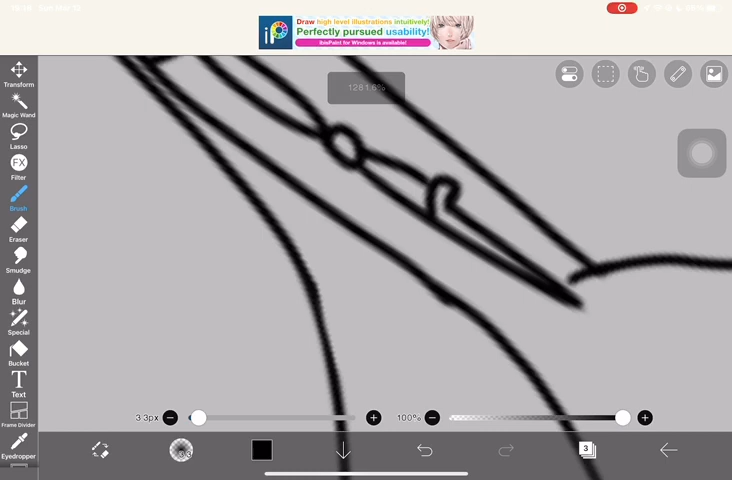 Draw high level illustrations intuitively!
Perfectly pursued usability!
ibisPaint for Windows is available!
1281.6%
Transform
Magic Wand
Lasso
FX
Filter
Brush
Eraser
Smudge
Blur
Special
Bucket
T
Text
Frame Divider
Eyedropper
3.3px
100%
3